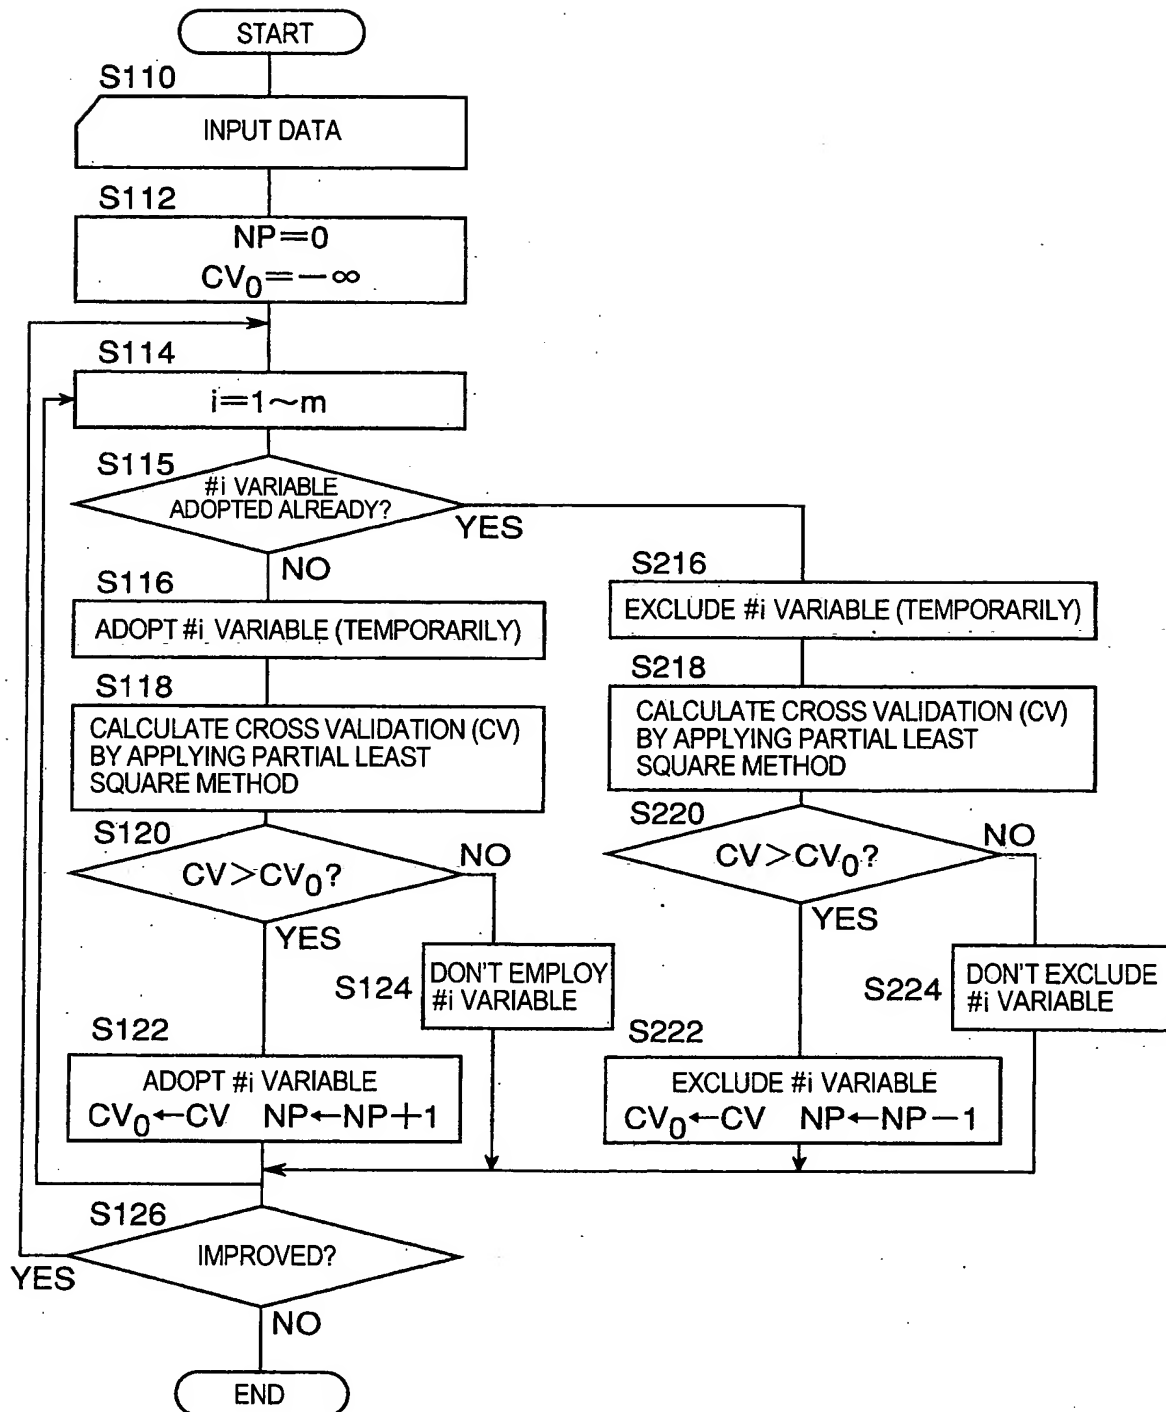 START
S110
INPUT DATA
S112
NP=0
CV₀=−∞
S114
i=1~m
S115
#i VARIABLE
ADOPTED ALREADY?
YES
NO
S116
ADOPT #i VARIABLE (TEMPORARILY)
S118
CALCULATE CROSS VALIDATION (CV)
BY APPLYING PARTIAL LEAST
SQUARE METHOD
S120
CV>CV₀?
NO
YES
S124
DON'T EMPLOY
#i VARIABLE
S122
ADOPT #i VARIABLE
CV₀←CV NP←NP+1
S216
EXCLUDE #i VARIABLE (TEMPORARILY)
S218
CALCULATE CROSS VALIDATION (CV)
BY APPLYING PARTIAL LEAST
SQUARE METHOD
S220
CV>CV₀?
NO
YES
S224
DON'T EXCLUDE
#i VARIABLE
S222
EXCLUDE #i VARIABLE
CV₀←CV NP←NP−1
S126
IMPROVED?
YES
NO
END